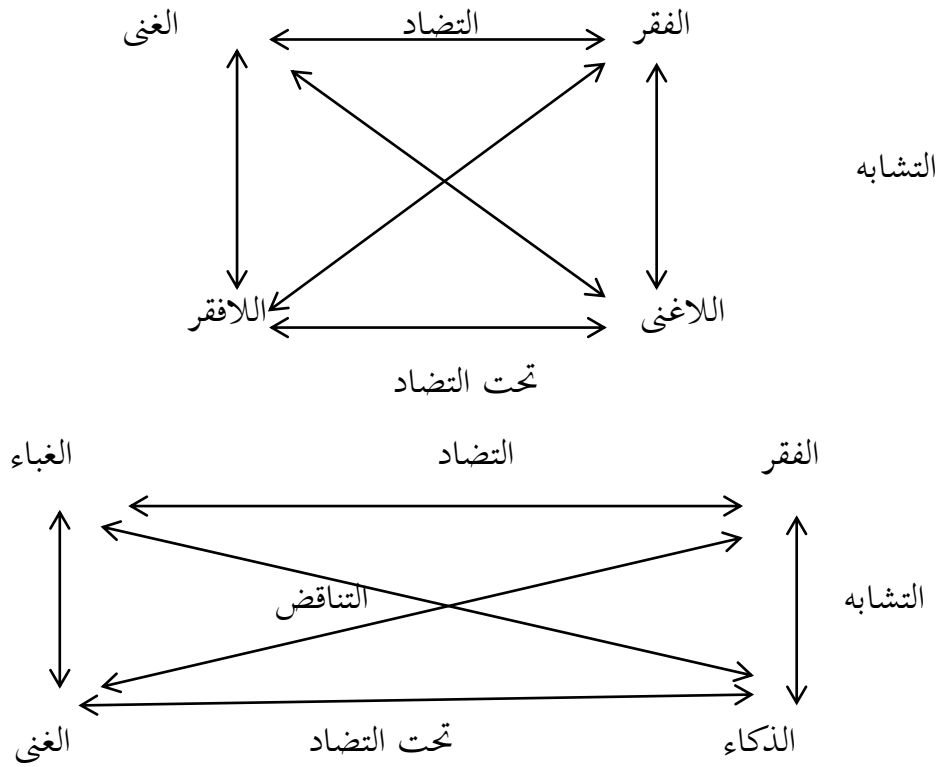 الفقر التضاد الغنى
التشابه
اللاغنى اللافقر
تحت التضاد
الفقر التضاد الغباء
التشابه التناقض
الذكاء تحت التضاد الغنى